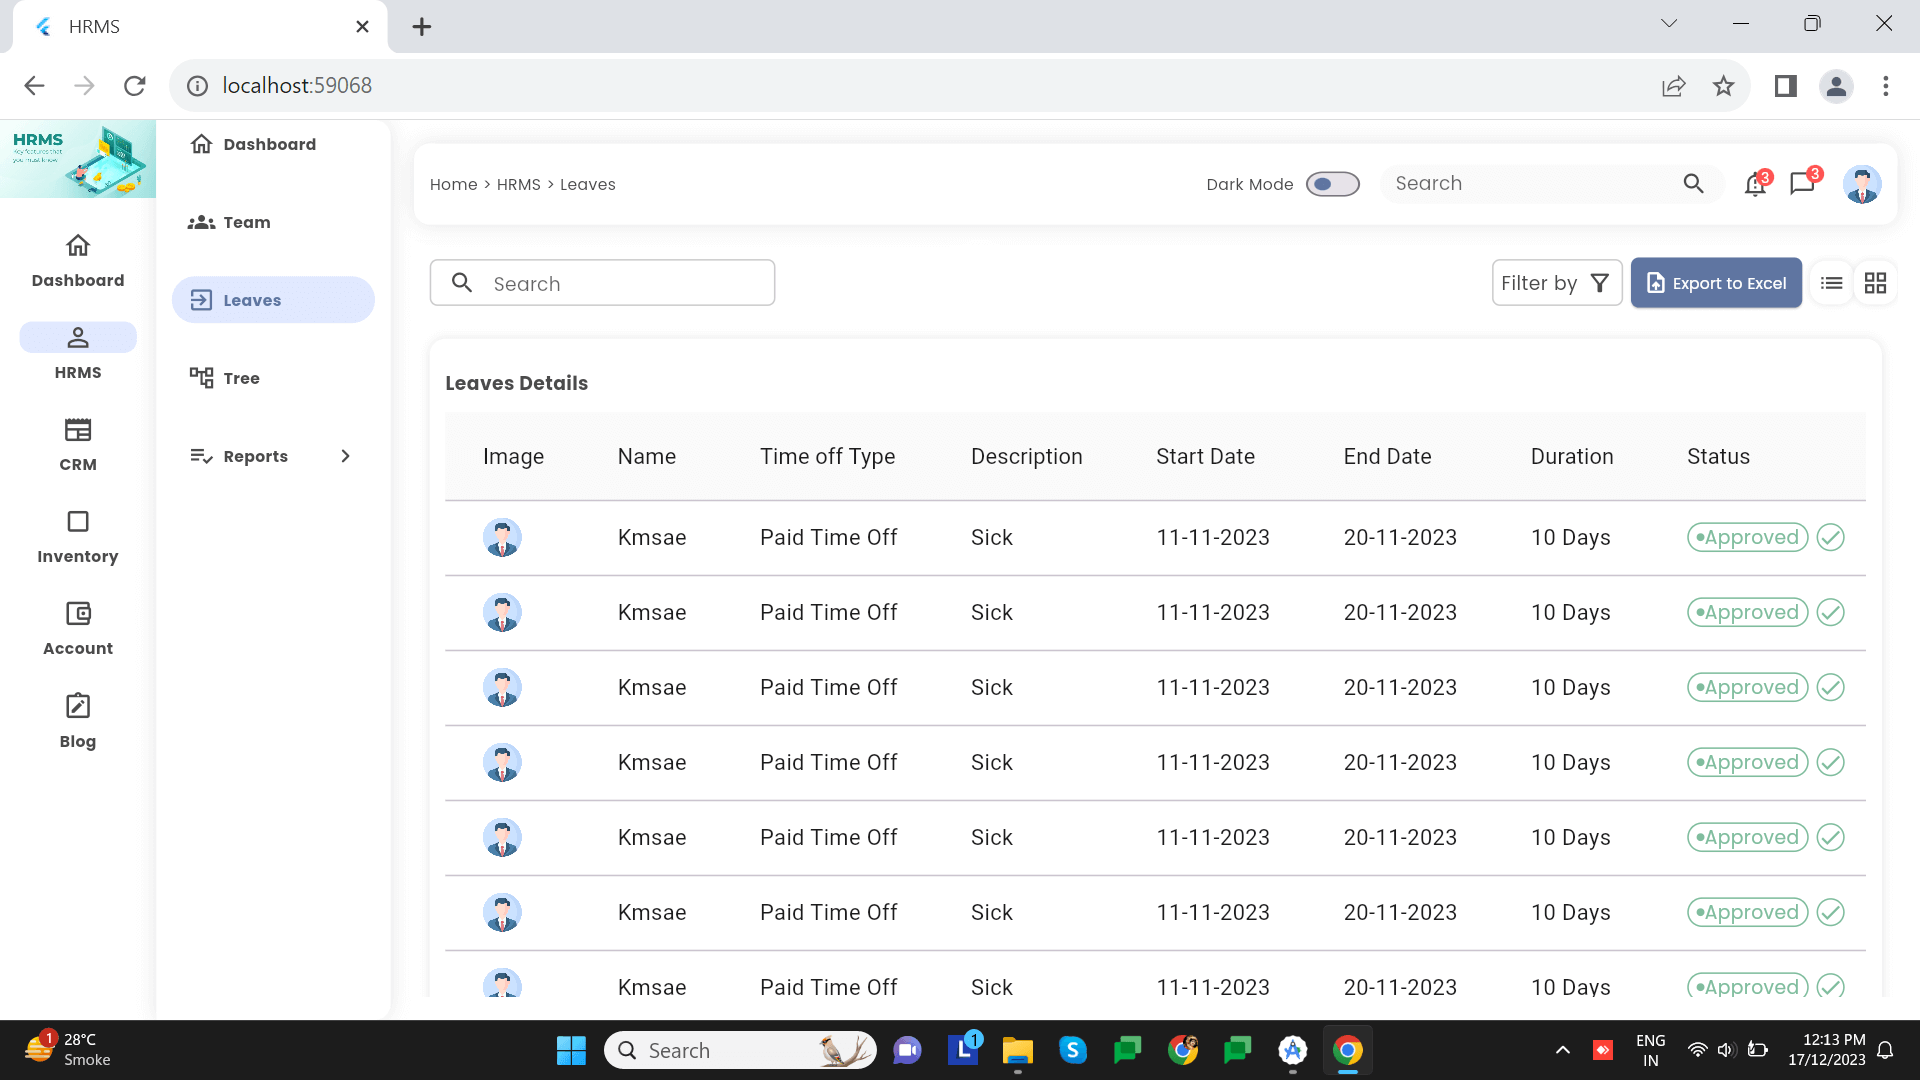 HRMS
localhost:59068
HRMS
Key features that
you must know
Dashboard
HRMS
CRM
Inventory
Account
Blog
Dashboard
Team
Leaves
Tree
Reports
Home > HRMS > Leaves
Dark Mode
Search
3
3
Search
Filter by
Export to Excel
Leaves Details
Image Name Time off Type Description Start Date End Date Duration Status
Kmsae Paid Time Off Sick 11-11-2023 20-11-2023 10 Days Approved
Kmsae Paid Time Off Sick 11-11-2023 20-11-2023 10 Days Approved
Kmsae Paid Time Off Sick 11-11-2023 20-11-2023 10 Days Approved
Kmsae Paid Time Off Sick 11-11-2023 20-11-2023 10 Days Approved
Kmsae Paid Time Off Sick 11-11-2023 20-11-2023 10 Days Approved
Kmsae Paid Time Off Sick 11-11-2023 20-11-2023 10 Days Approved
Kmsae Paid Time Off Sick 11-11-2023 20-11-2023 10 Days Approved
1
28°C
Smoke
Search
L
1
S
ENG
IN
12:13 PM
17/12/2023